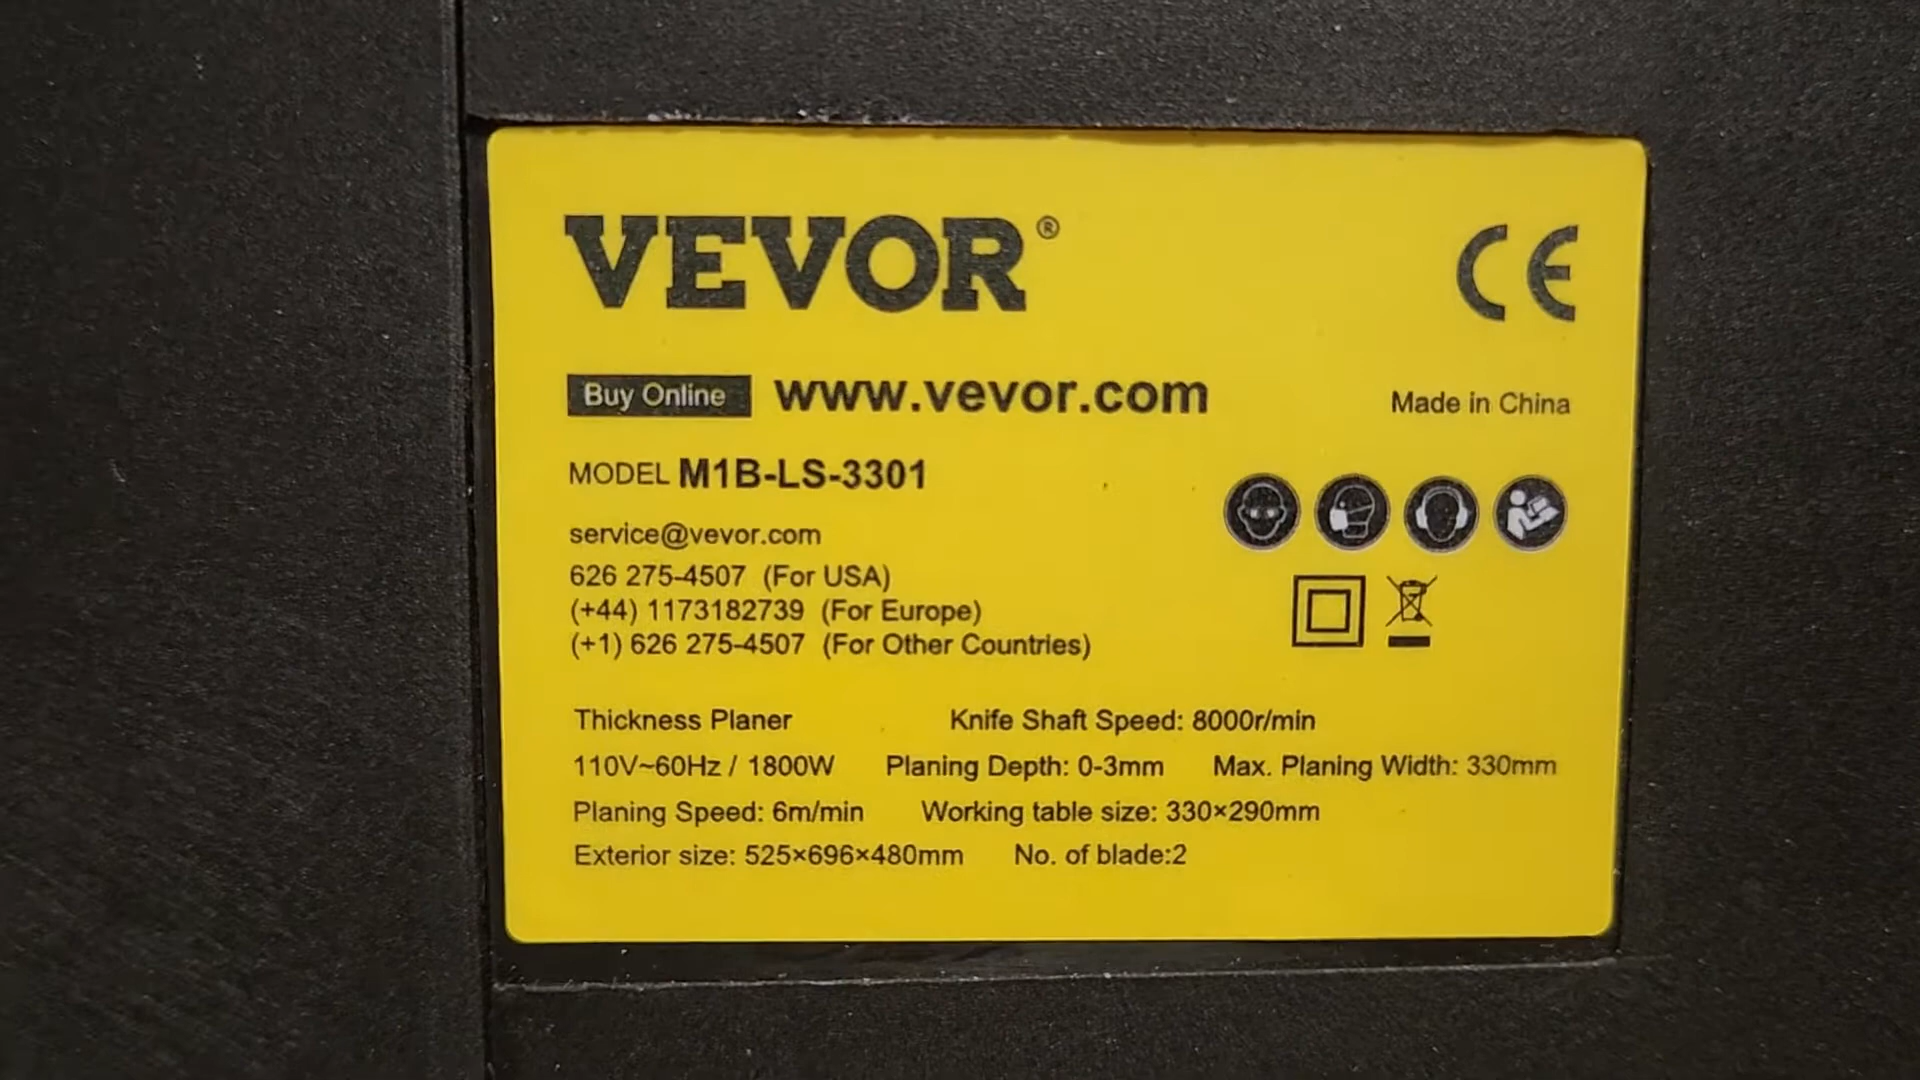 VEVOR®
CE
Buy Online www.vevor.com
Made in China
MODEL M1B-LS-3301
service@vevor.com
626 275-4507 (For USA)
(+44) 1173182739 (For Europe)
(+1) 626 275-4507 (For Other Countries)
Thickness Planer Knife Shaft Speed: 8000r/min
110V~60Hz / 1800W Planing Depth: 0-3mm Max. Planing Width: 330mm
Planing Speed: 6m/min Working table size: 330×290mm
Exterior size: 525×696×480mm No. of blade:2